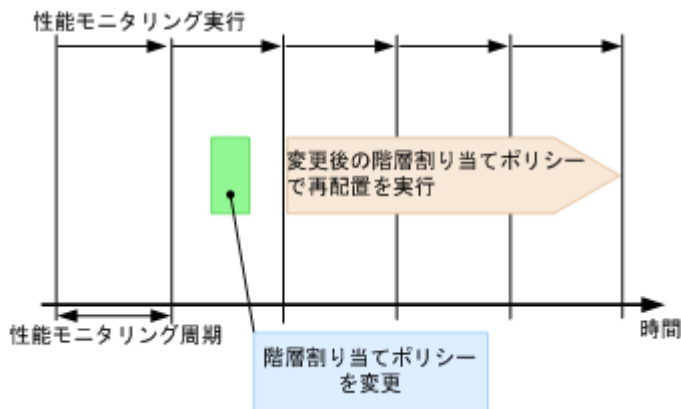 性能モニタリング実行
変更後の階層割り当てポリシー
で再配置を実行
時間
性能モニタリング周期
階層割り当てポリシー
を変更